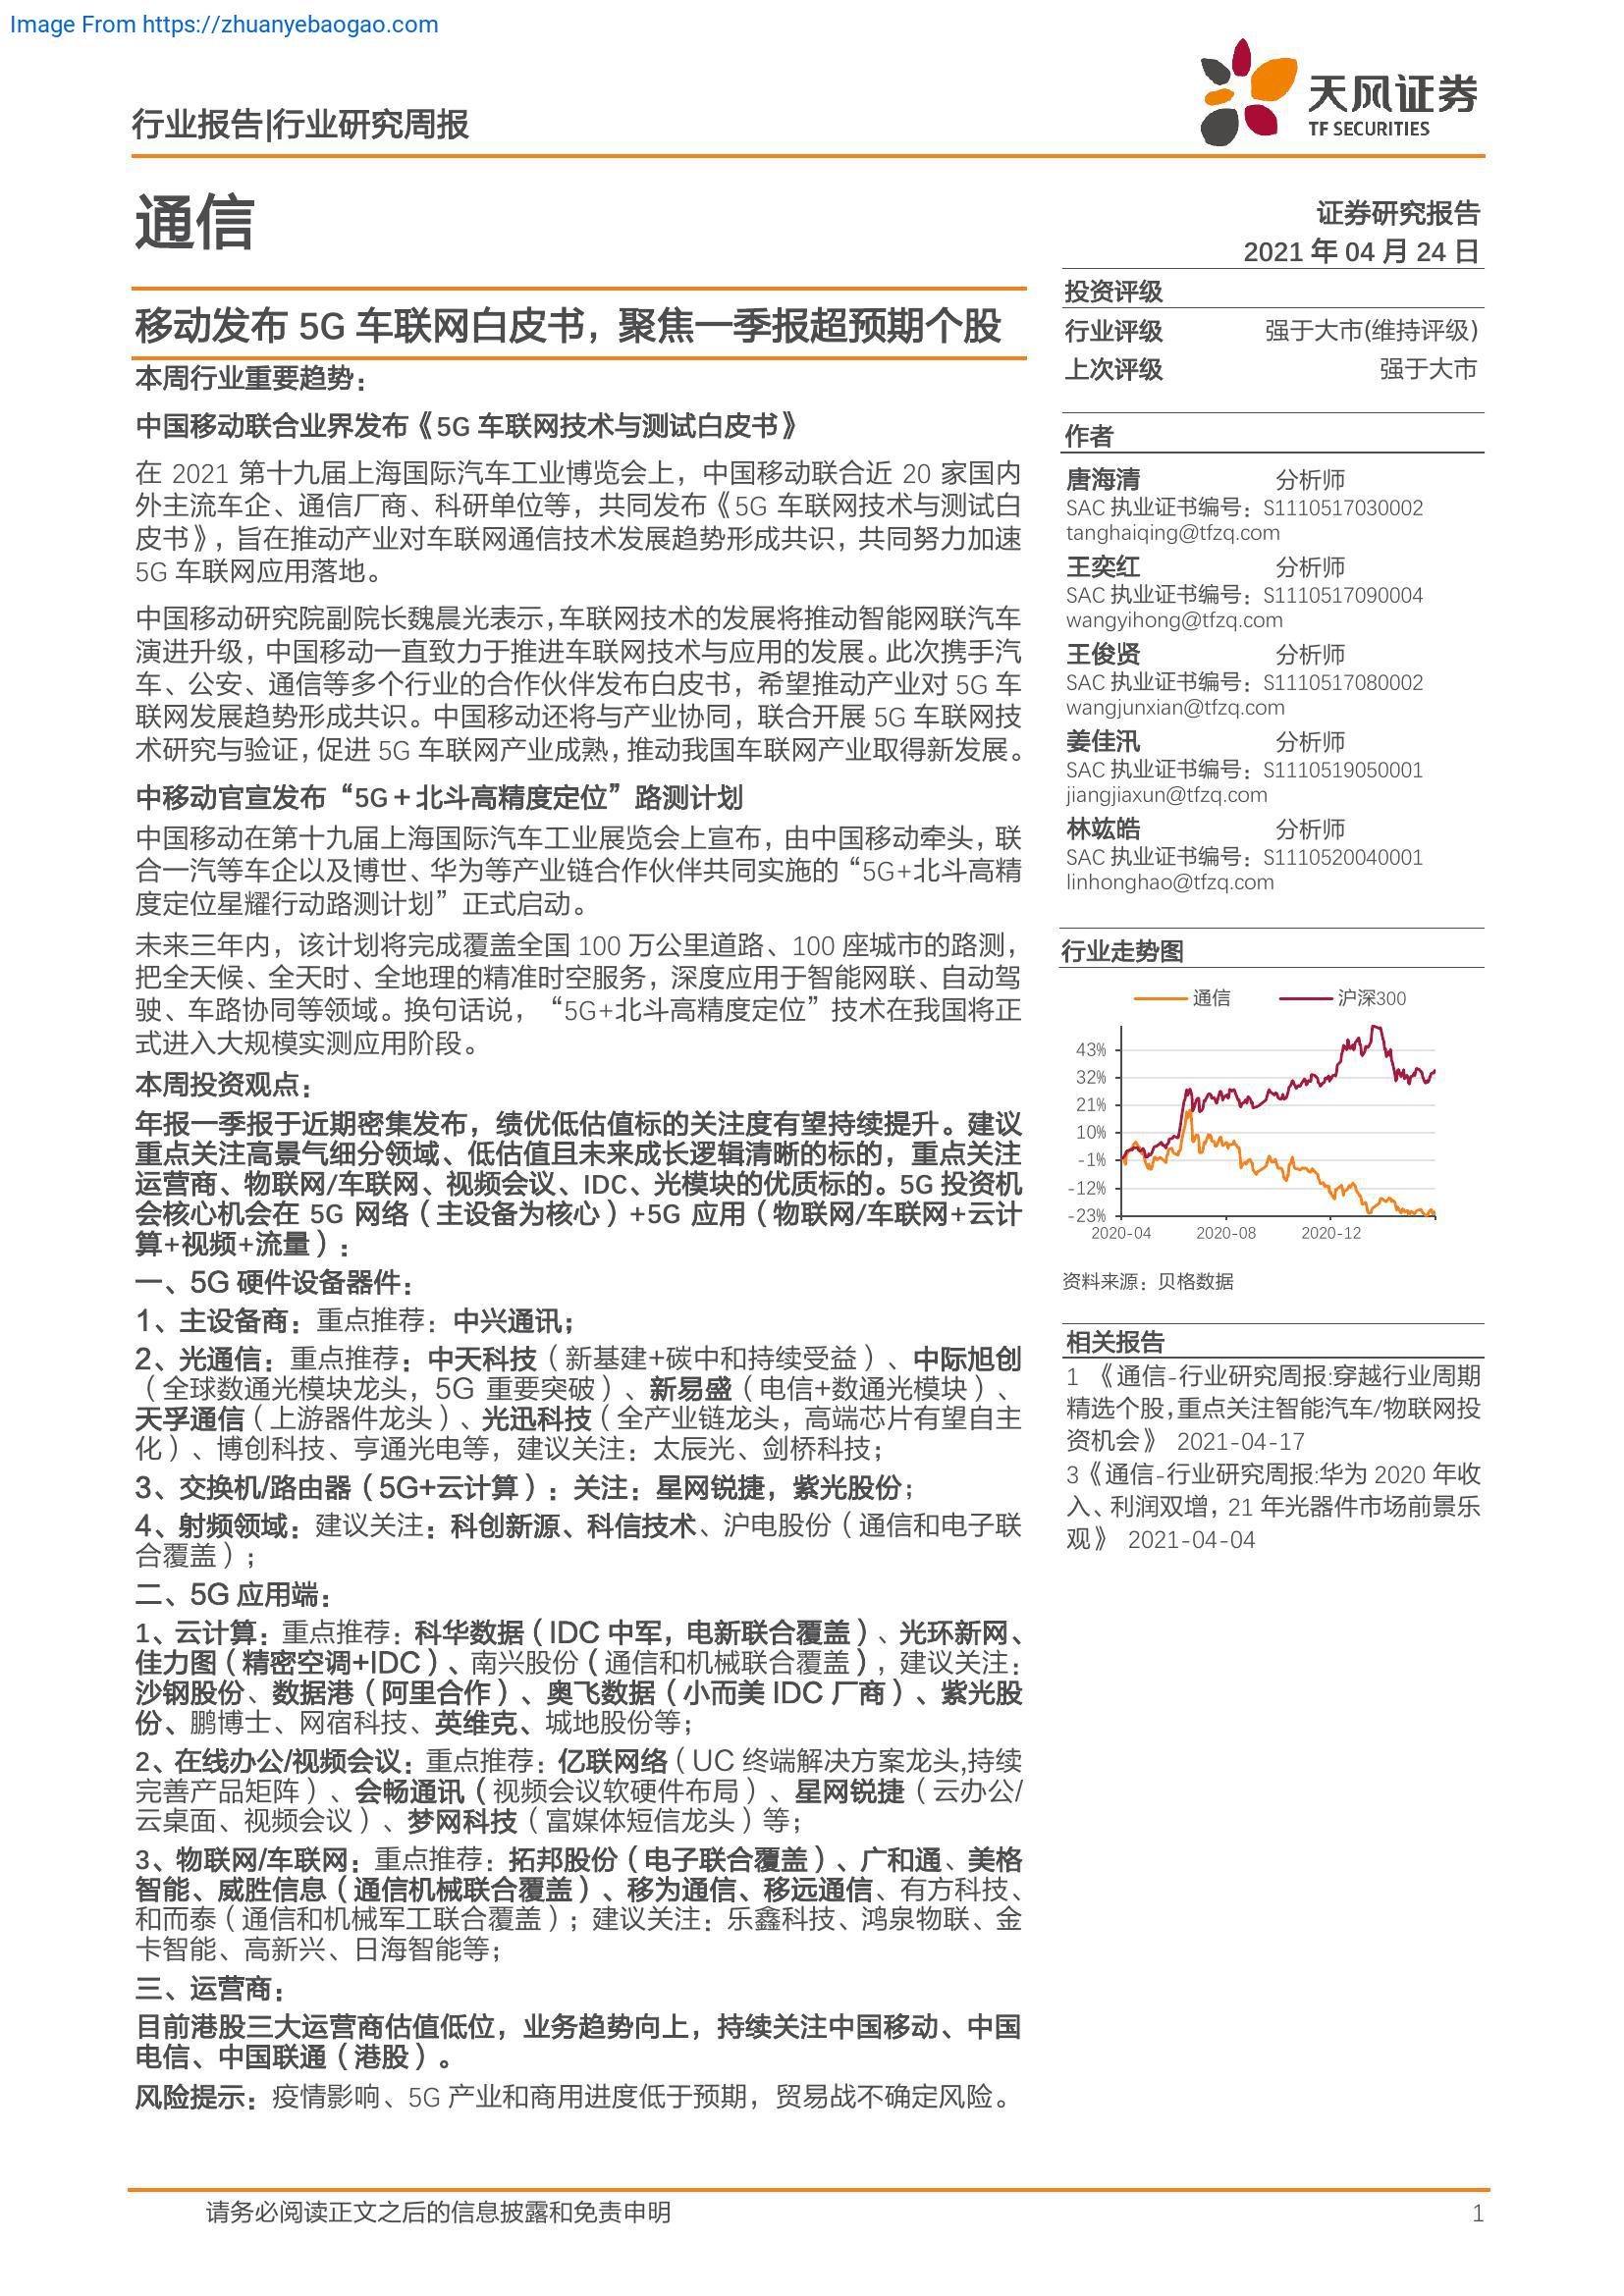 Image From https://zhuanyebaogao.com
行业报告|行业研究周报
天风证券
TF SECURITIES
通信
证券研究报告
2021 年 04 月 24 日
移动发布 5G 车联网白皮书，聚焦一季报超预期个股
本周行业重要趋势：
中国移动联合业界发布《5G 车联网技术与测试白皮书》
在 2021 第十九届上海国际汽车工业博览会上，中国移动联合近 20 家国内
外主流车企、通信厂商、科研单位等，共同发布《5G 车联网技术与测试白
皮书》，旨在推动产业对车联网通信技术发展趋势形成共识，共同努力加速
5G 车联网应用落地。
中国移动研究院副院长魏晨光表示，车联网技术的发展将推动智能网联汽车
演进升级，中国移动一直致力于推进车联网技术与应用的发展。此次携手汽
车、公安、通信等多个行业的合作伙伴发布白皮书，希望推动产业对 5G 车
联网发展趋势形成共识。中国移动还将与产业协同，联合开展 5G 车联网技
术研究与验证，促进 5G 车联网产业成熟，推动我国车联网产业取得新发展。
中移动官宣发布“5G＋北斗高精度定位”路测计划
中国移动在第十九届上海国际汽车工业展览会上宣布，由中国移动牵头，联
合一汽等车企以及博世、华为等产业链合作伙伴共同实施的“5G+北斗高精
度定位星耀行动路测计划”正式启动。
未来三年内，该计划将完成覆盖全国 100 万公里道路、100 座城市的路测，
把全天候、全天时、全地理的精准时空服务，深度应用于智能网联、自动驾
驶、车路协同等领域。换句话说，“5G+北斗高精度定位”技术在我国将正
式进入大规模实测应用阶段。
本周投资观点：
年报一季报于近期密集发布，绩优低估值标的关注度有望持续提升。建议
重点关注高景气细分领域、低估值且未来成长逻辑清晰的标的，重点关注
运营商、物联网/车联网、视频会议、IDC、光模块的优质标的。5G 投资机
会核心机会在 5G 网络（主设备为核心）+5G 应用（物联网/车联网+云计
算+视频+流量）：
一、5G 硬件设备器件：
1、主设备商：重点推荐：中兴通讯；
2、光通信：重点推荐：中天科技（新基建+碳中和持续受益）、中际旭创
（全球数通光模块龙头，5G 重要突破）、新易盛（电信+数通光模块）、
天孚通信（上游器件龙头）、光迅科技（全产业链龙头，高端芯片有望自主
化）、博创科技、亨通光电等，建议关注：太辰光、剑桥科技；
3、交换机/路由器（5G+云计算）：关注：星网锐捷，紫光股份；
4、射频领域：建议关注：科创新源、科信技术、沪电股份（通信和电子联
合覆盖）；
二、5G 应用端：
1、云计算：重点推荐：科华数据（IDC 中军，电新联合覆盖）、光环新网、
佳力图（精密空调+IDC）、南兴股份（通信和机械联合覆盖），建议关注：
沙钢股份、数据港（阿里合作）、奥飞数据（小而美 IDC 厂商）、紫光股
份、鹏博士、网宿科技、英维克、城地股份等；
2、在线办公/视频会议：重点推荐：亿联网络（UC 终端解决方案龙头,持续
完善产品矩阵）、会畅通讯（视频会议软硬件布局）、星网锐捷（云办公/
云桌面、视频会议）、梦网科技（富媒体短信龙头）等；
3、物联网/车联网：重点推荐：拓邦股份（电子联合覆盖）、广和通、美格
智能、威胜信息（通信机械联合覆盖）、移为通信、移远通信、有方科技、
和而泰（通信和机械军工联合覆盖）；建议关注：乐鑫科技、鸿泉物联、金
卡智能、高新兴、日海智能等；
三、运营商：
目前港股三大运营商估值低位，业务趋势向上，持续关注中国移动、中国
电信、中国联通（港股）。
风险提示：疫情影响、5G 产业和商用进度低于预期，贸易战不确定风险。
投资评级
行业评级 强于大市(维持评级)
上次评级 强于大市
作者
唐海清 分析师
SAC 执业证书编号：S1110517030002
tanghaiqing@tfzq.com
王奕红 分析师
SAC 执业证书编号：S1110517090004
wangyihong@tfzq.com
王俊贤 分析师
SAC 执业证书编号：S1110517080002
wangjunxian@tfzq.com
姜佳汛 分析师
SAC 执业证书编号：S1110519050001
jiangjiaxun@tfzq.com
林竑皓 分析师
SAC 执业证书编号：S1110520040001
linhonghao@tfzq.com
行业走势图
通信 沪深300
43%
32%
21%
10%
-1%
-12%
-23%
2020-04 2020-08 2020-12
资料来源：贝格数据
相关报告
1 《通信-行业研究周报:穿越行业周期
精选个股，重点关注智能汽车/物联网投
资机会》 2021-04-17
3《通信-行业研究周报:华为 2020 年收
入、利润双增，21 年光器件市场前景乐
观》 2021-04-04
请务必阅读正文之后的信息披露和免责申明 1